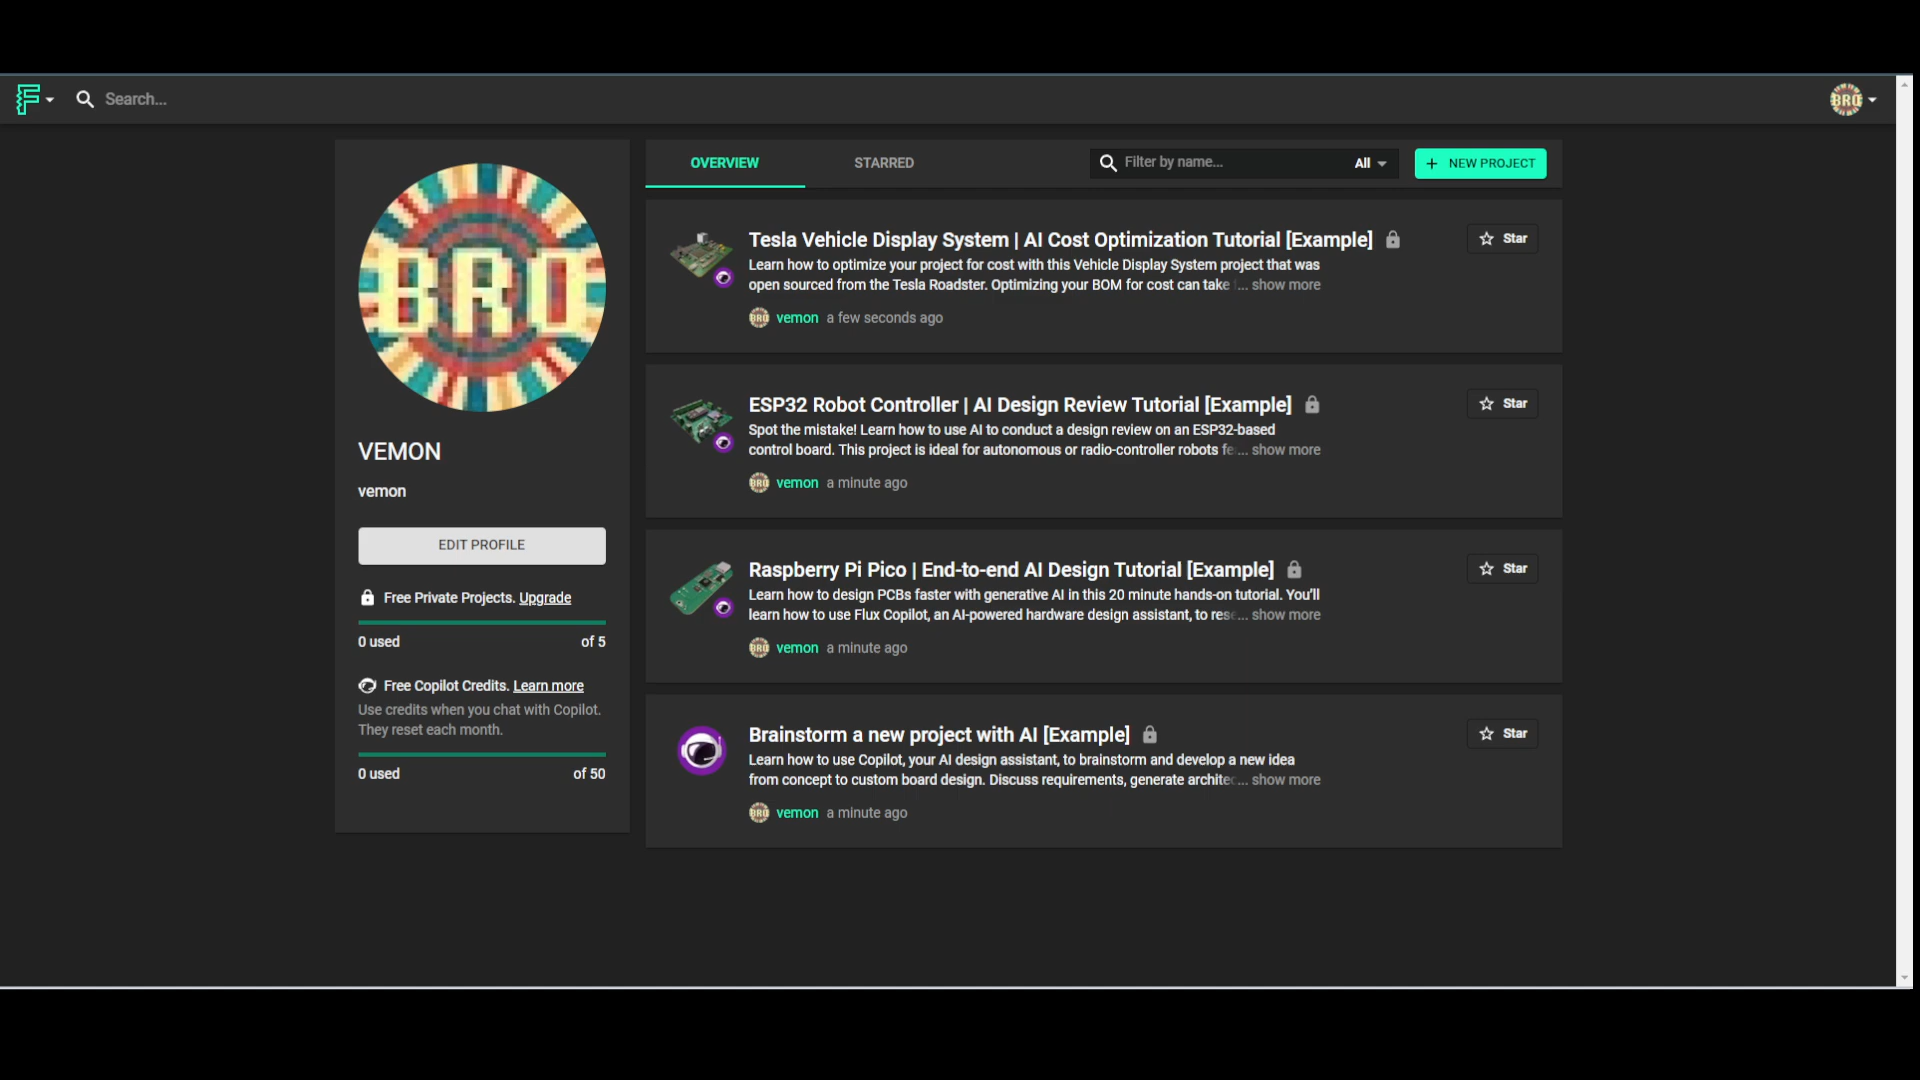 Search...
BRO
BRO
VEMON
vemon
EDIT PROFILE
Free Private Projects. Upgrade
0 used of 5
Free Copilot Credits. Learn more
Use credits when you chat with Copilot.
They reset each month.
0 used of 50
OVERVIEW STARRED Filter by name... All + NEW PROJECT
Tesla Vehicle Display System | AI Cost Optimization Tutorial [Example] Star
Learn how to optimize your project for cost with this Vehicle Display System project that was
open sourced from the Tesla Roadster. Optimizing your BOM for cost can take ... show more
BRO vemon a few seconds ago
ESP32 Robot Controller | AI Design Review Tutorial [Example] Star
Spot the mistake! Learn how to use AI to conduct a design review on an ESP32-based
control board. This project is ideal for autonomous or radio-controller robots fe... show more
BRO vemon a minute ago
Raspberry Pi Pico | End-to-end AI Design Tutorial [Example] Star
Learn how to design PCBs faster with generative AI in this 20 minute hands-on tutorial. You'll
learn how to use Flux Copilot, an AI-powered hardware design assistant, to rese... show more
BRO vemon a minute ago
Brainstorm a new project with AI [Example] Star
Learn how to use Copilot, your AI design assistant, to brainstorm and develop a new idea
from concept to custom board design. Discuss requirements, generate architec... show more
BRO vemon a minute ago